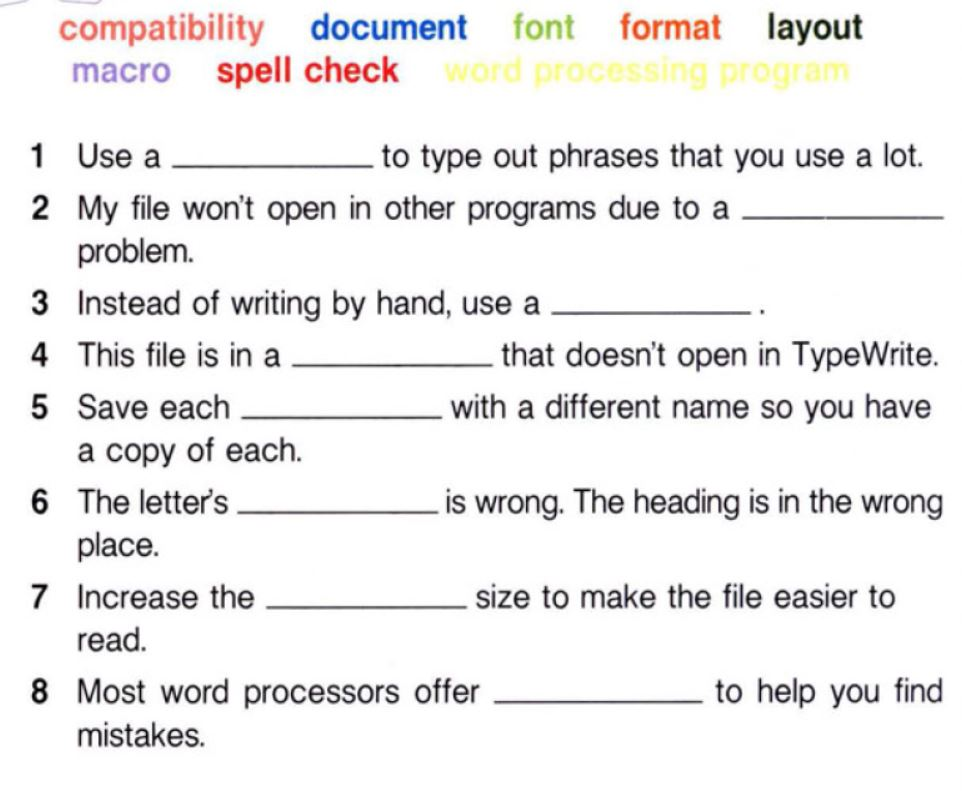 compatibility document font format layout
macro spell check word processing program
1 Use a ____________ to type out phrases that you use a lot.
2 My file won't open in other programs due to a ____________
problem.
3 Instead of writing by hand, use a ____________ .
4 This file is in a ____________ that doesn't open in TypeWrite.
5 Save each ____________ with a different name so you have
a copy of each.
6 The letter's ____________ is wrong. The heading is in the wrong
place.
7 Increase the ____________ size to make the file easier to
read.
8 Most word processors offer ____________ to help you find
mistakes.